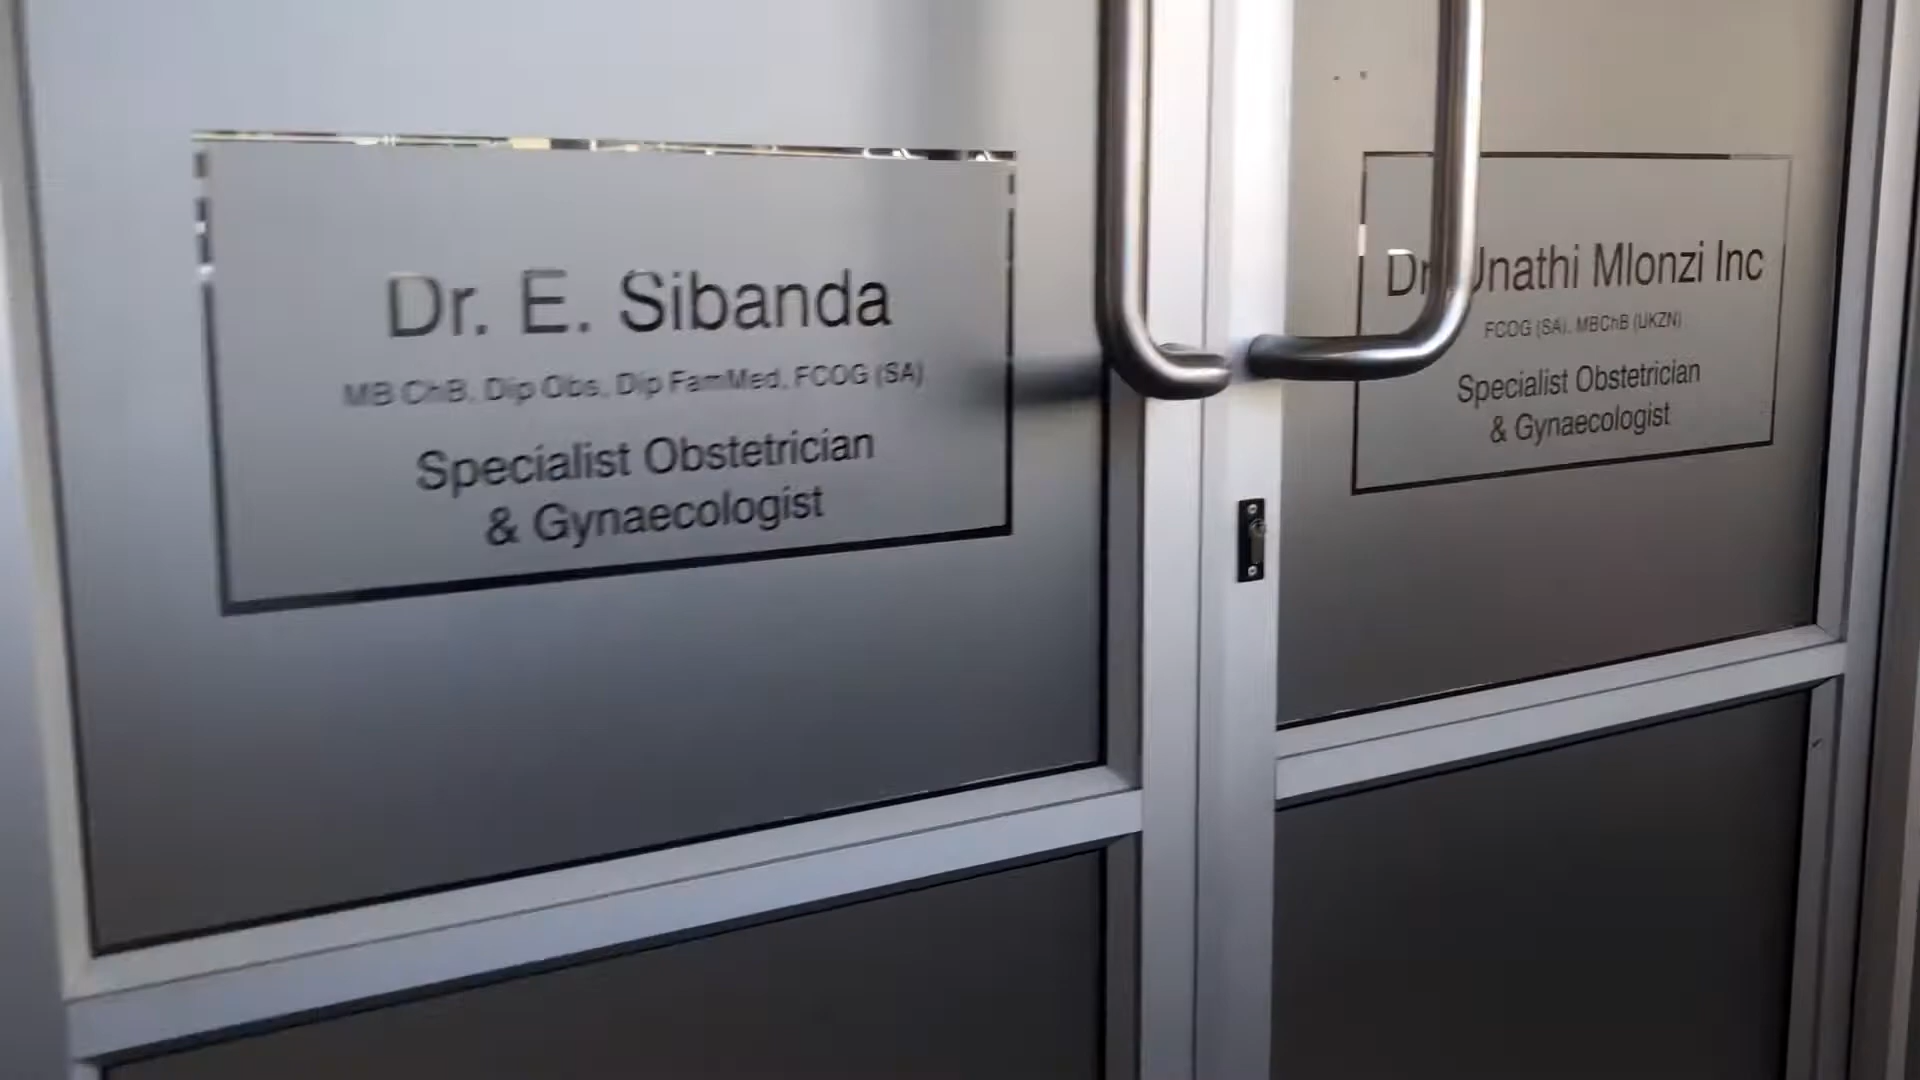 Dr. E. Sibanda
MB ChB, Dip Obs, Dip FamMed, FCOG (SA)
Specialist Obstetrician
& Gynaecologist
Dr. Unathi Mlonzi Inc
FCOG (SA), MBChB (UKZN)
Specialist Obstetrician
& Gynaecologist